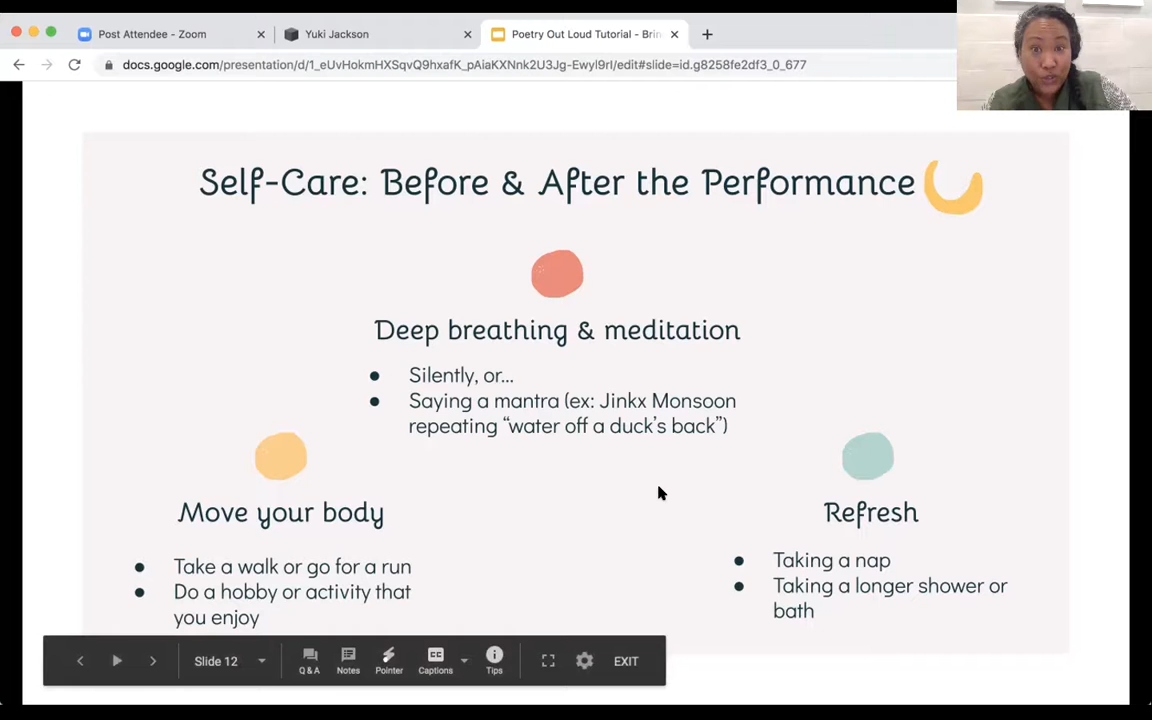 Post Attendee - Zoom
Yuki Jackson
Poetry Out Loud Tutorial - Brin
docs.google.com/presentation/d/1_eUvHokmHXSqvQ9hxafK_pAiaKXNnk2U3Jg-Ewyl9rI/edit#slide=id.g8258fe2df3_0_677
Self-Care: Before & After the Performance
Deep breathing & meditation
● Silently, or...
● Saying a mantra (ex: Jinkx Monsoon
repeating “water off a duck’s back”)
Move your body
● Take a walk or go for a run
● Do a hobby or activity that
you enjoy
Refresh
● Taking a nap
● Taking a longer shower or
bath
Slide 12
Q & A
Notes
Pointer
CC
Captions
Tips
EXIT